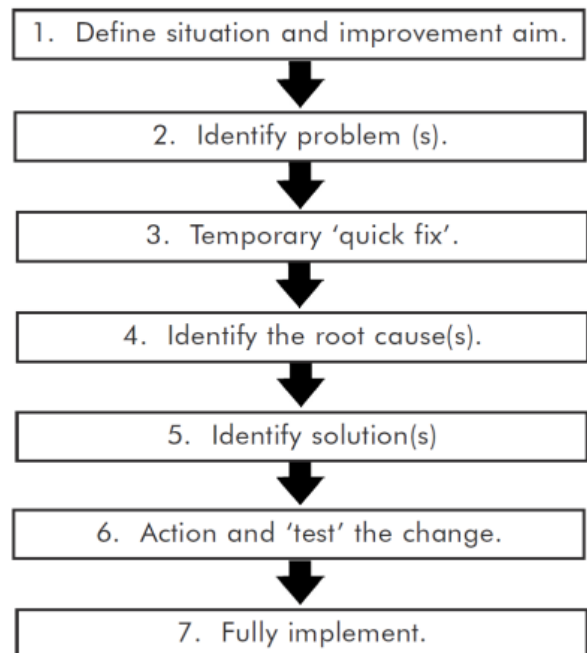 1. Define situation and improvement aim.
2. Identify problem (s).
3. Temporary ‘quick fix’.
4. Identify the root cause(s).
5. Identify solution(s)
6. Action and ‘test’ the change.
7. Fully implement.